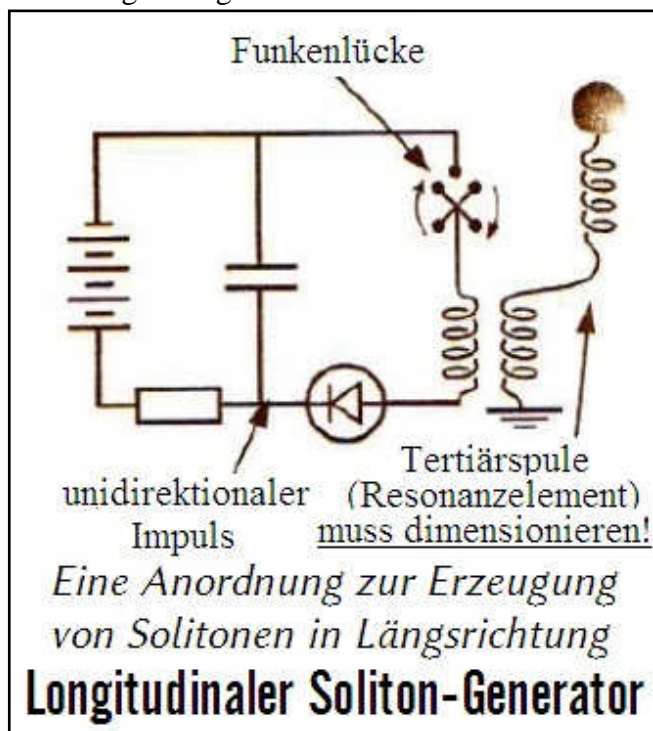 Funkenlücke
unidirektionaler
Impuls
Tertiärspule
(Resonanzelement)
muss dimensionieren!
Eine Anordnung zur Erzeugung
von Solitonen in Längsrichtung
Longitudinaler Soliton-Generator